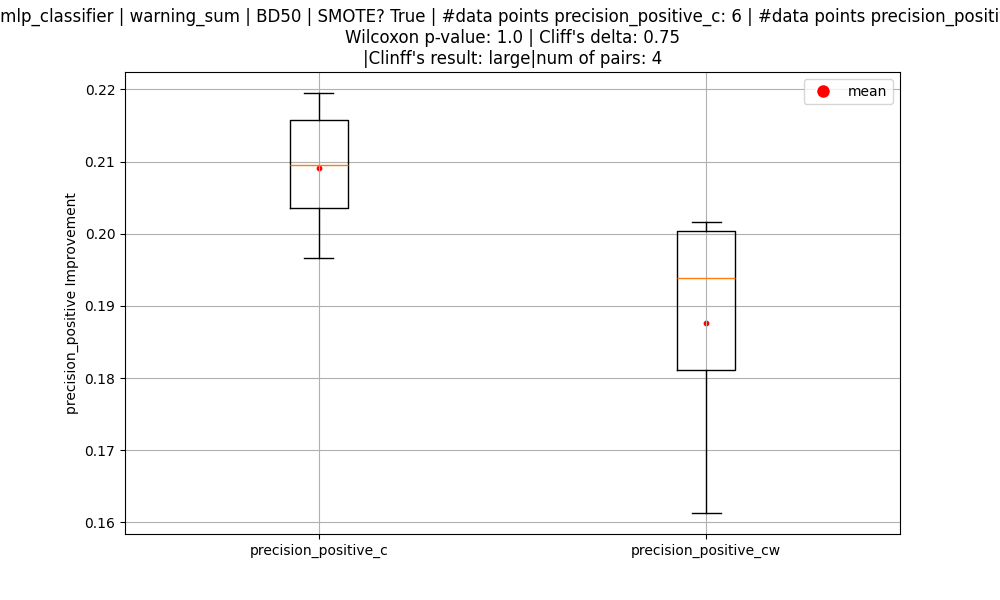 mlp_classifier | warning_sum | BD50 | SMOTE? True | #data points precision_positive_c: 6 | #data points
Wilcoxon p-value: 1.0 | Cliff's delta: 0.75
|Clinff's result: large|num of pairs: 4
mean
0.22
0.21
0.20
0.19
0.18
0.17
0.16
precision_positive Improvement
precision_positive_c
precision_positive_cw